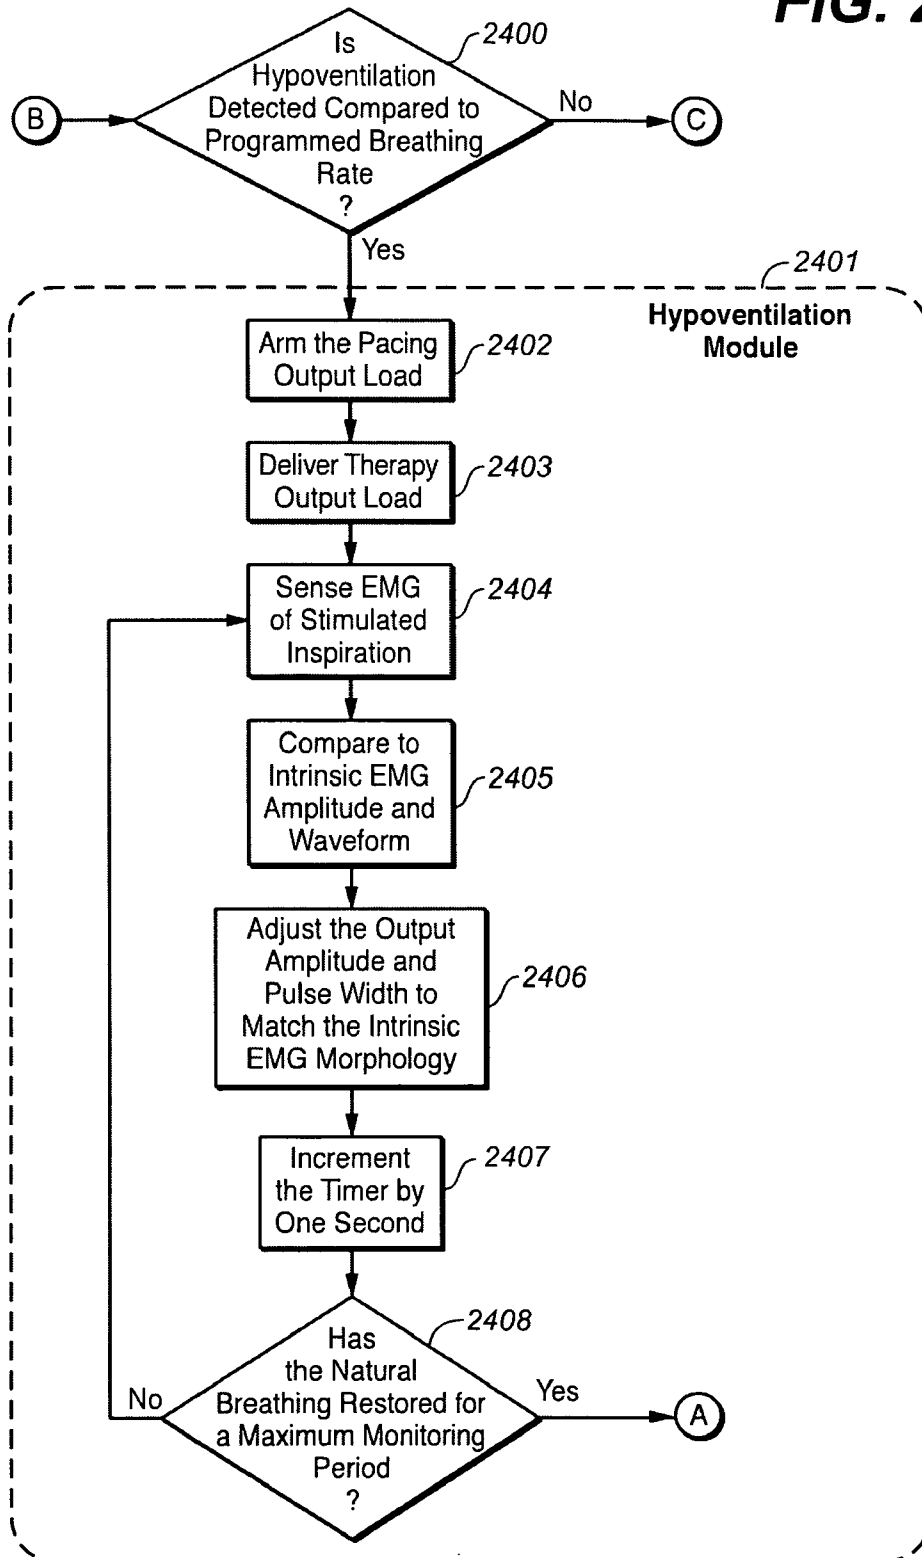 FIG. 2
2400
Is
Hypoventilation
Detected Compared to
Programmed Breathing
Rate
?
B
No
C
Yes
2401
Hypoventilation
Module
Arm the Pacing
Output Load
2402
Deliver Therapy
Output Load
2403
Sense EMG
of Stimulated
Inspiration
2404
Compare to
Intrinsic EMG
Amplitude and
Waveform
2405
Adjust the Output
Amplitude and
Pulse Width to
Match the Intrinsic
EMG Morphology
2406
Increment
the Timer by
One Second
2407
2408
Has
the Natural
Breathing Restored for
a Maximum Monitoring
Period
?
No
Yes
A